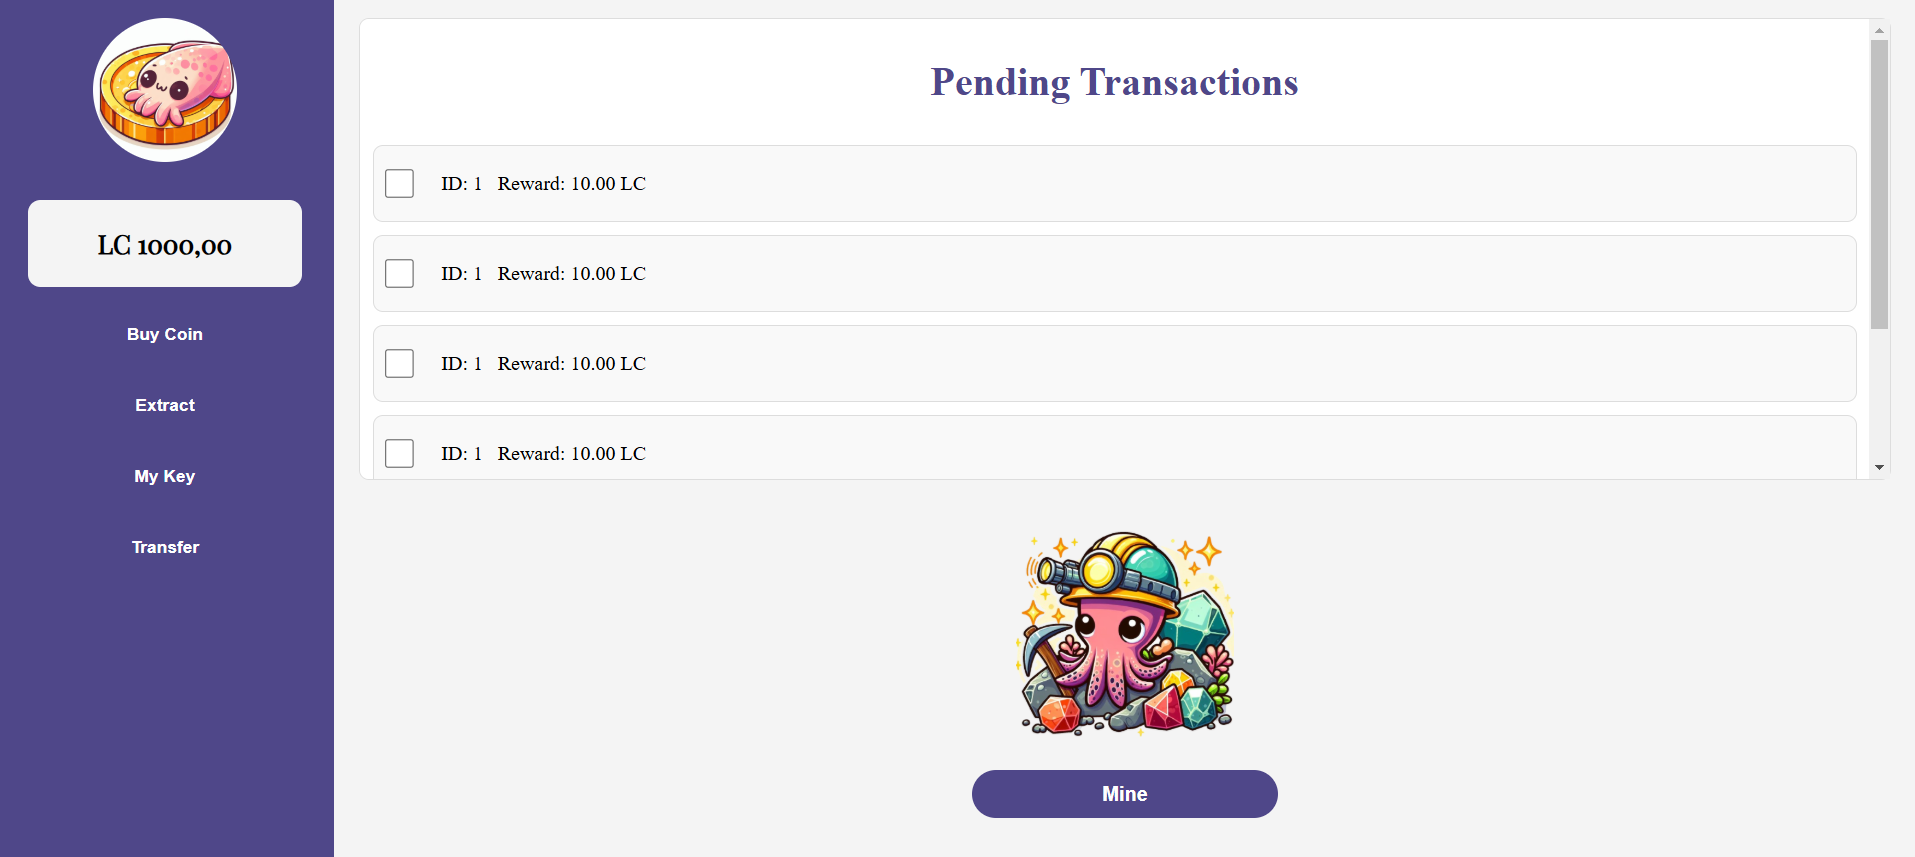 LC 1000,00
Buy Coin
Extract
My Key
Transfer
Pending Transactions
ID: 1 Reward: 10.00 LC
ID: 1 Reward: 10.00 LC
ID: 1 Reward: 10.00 LC
ID: 1 Reward: 10.00 LC
Mine